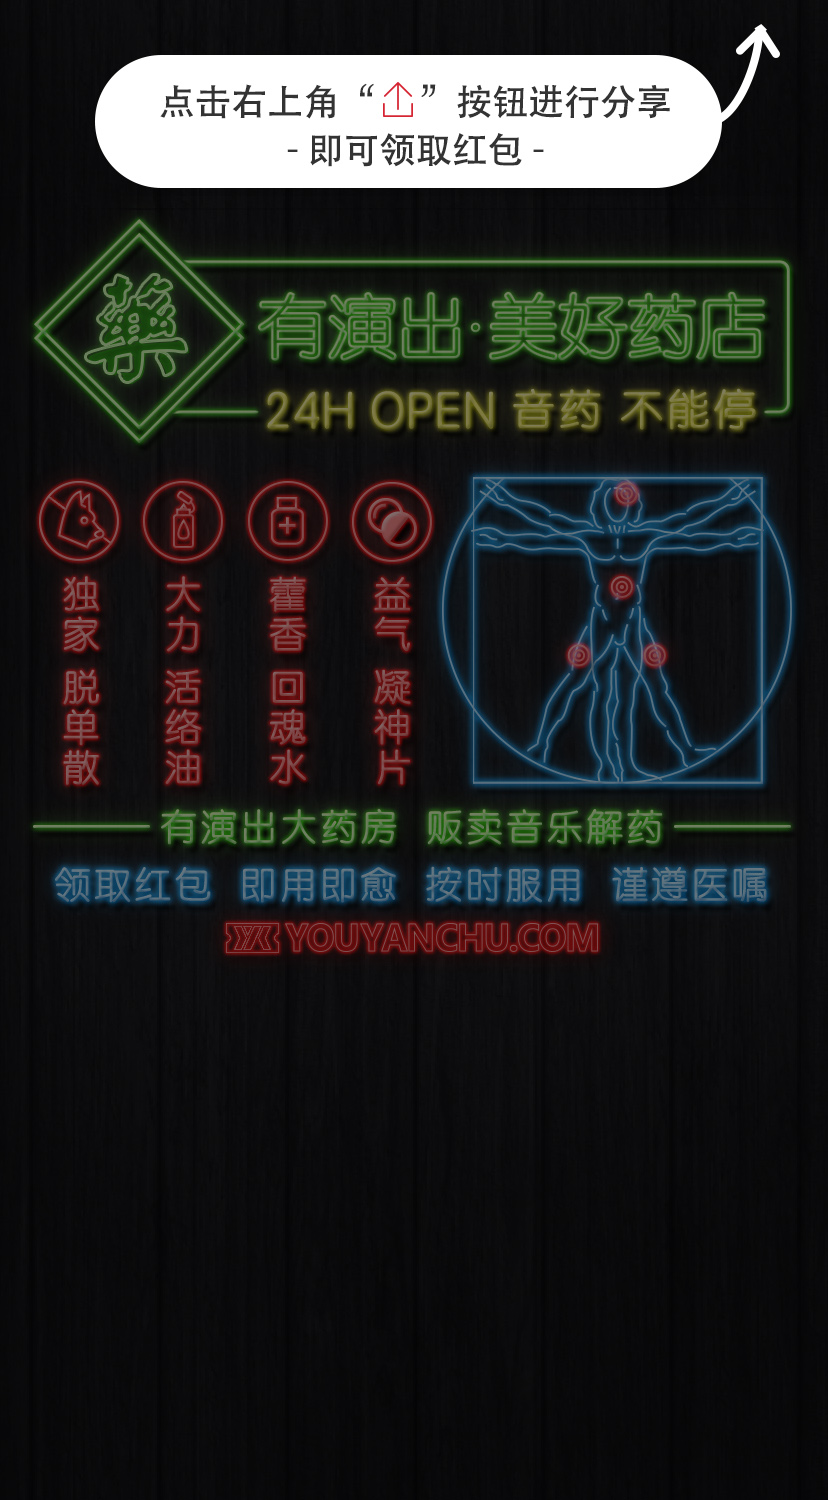 点击右上角“ ”按钮进行分享
- 即可领取红包 -
藥
有演出·美好药店
24H OPEN 音药 不能停
独家脱单散
大力活络油
藿香回魂水
益气凝神片
有演出大药房 贩卖音乐解药
领取红包 即用即愈 按时服用 谨遵医嘱
YYC YOUYANCHU.COM